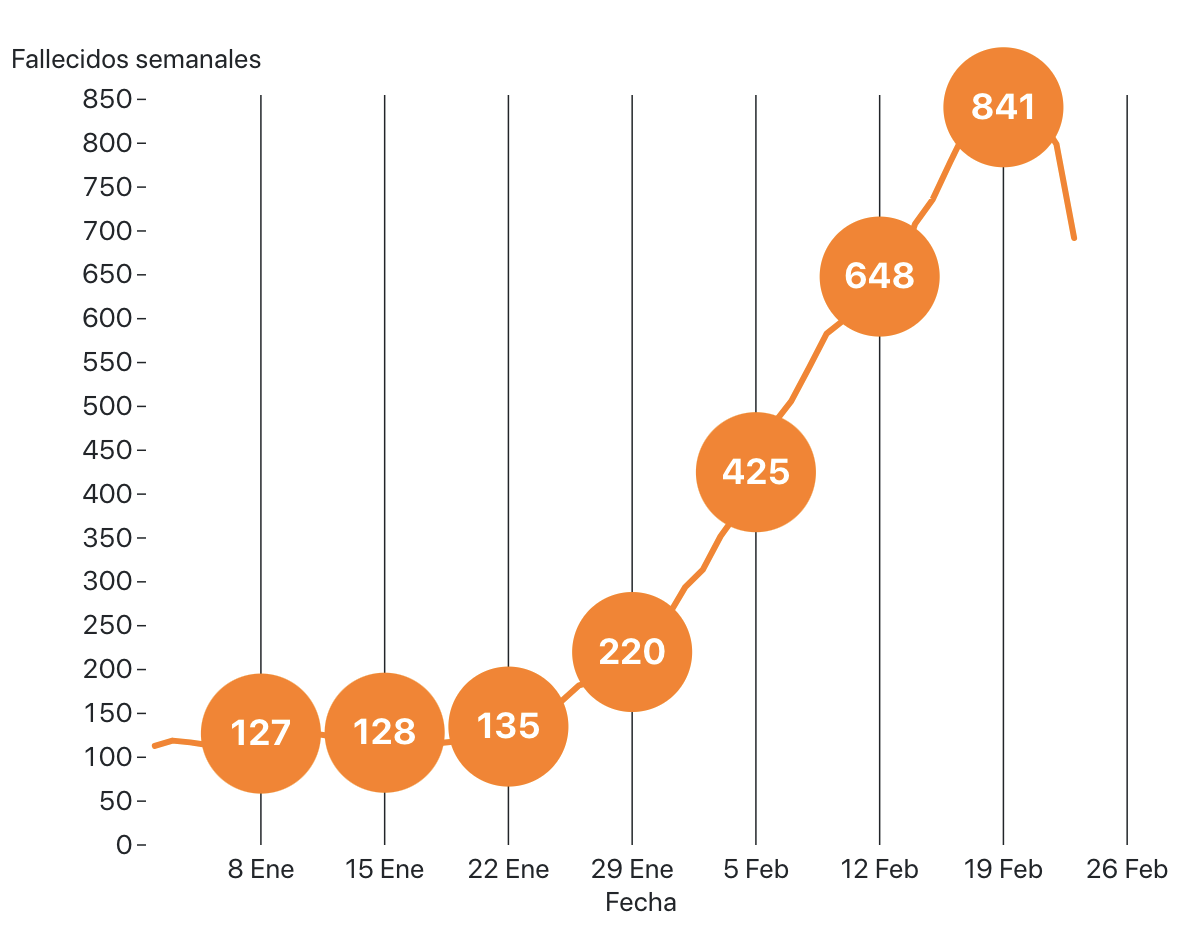 Fallecidos semanales
850
800
750
700
650
600
550
500
450
400
350
300
250
200
150
100
50
0
127
128
135
220
425
648
841
8 Ene
15 Ene
22 Ene
29 Ene
5 Feb
12 Feb
19 Feb
26 Feb
Fecha